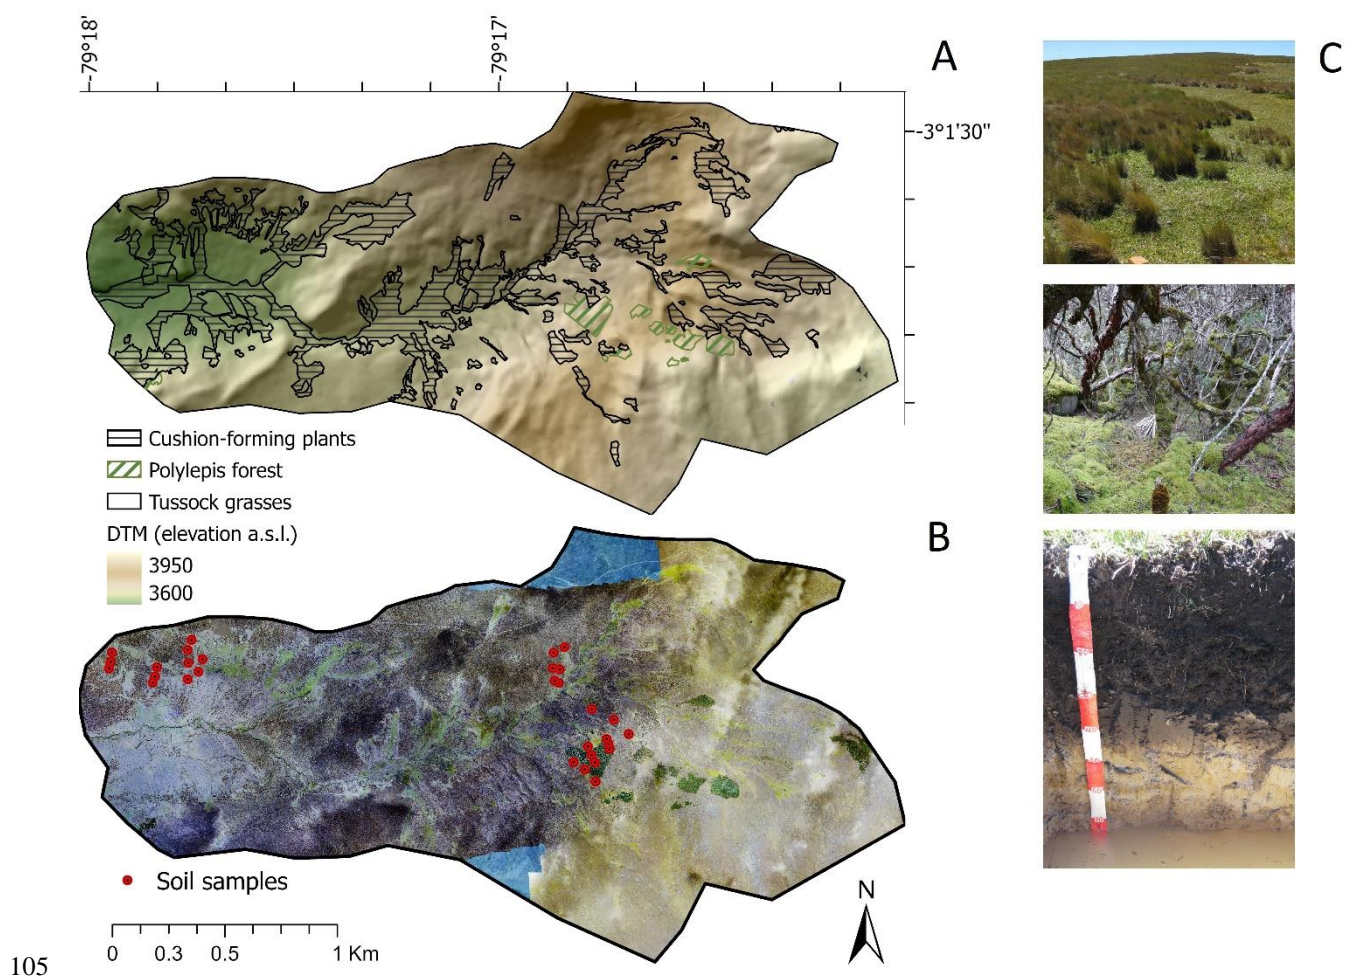 -79°18'
-79°17'
A
C
-3°1'30"
Cushion-forming plants
Polylepis forest
Tussock grasses
DTM (elevation a.s.l.)
3950
3600
B
Soil samples
N
0 0.3 0.5 1 Km
105